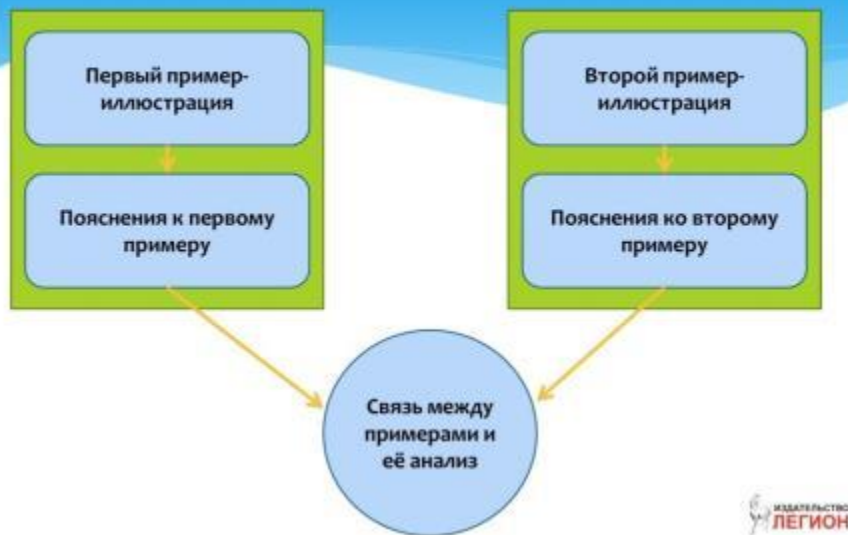 Первый пример-
иллюстрация
Пояснения к первому
примеру
Второй пример-
иллюстрация
Пояснения ко второму
примеру
Связь между
примерами и
её анализ
ИЗДАТЕЛЬСТВО
ЛЕГИОН